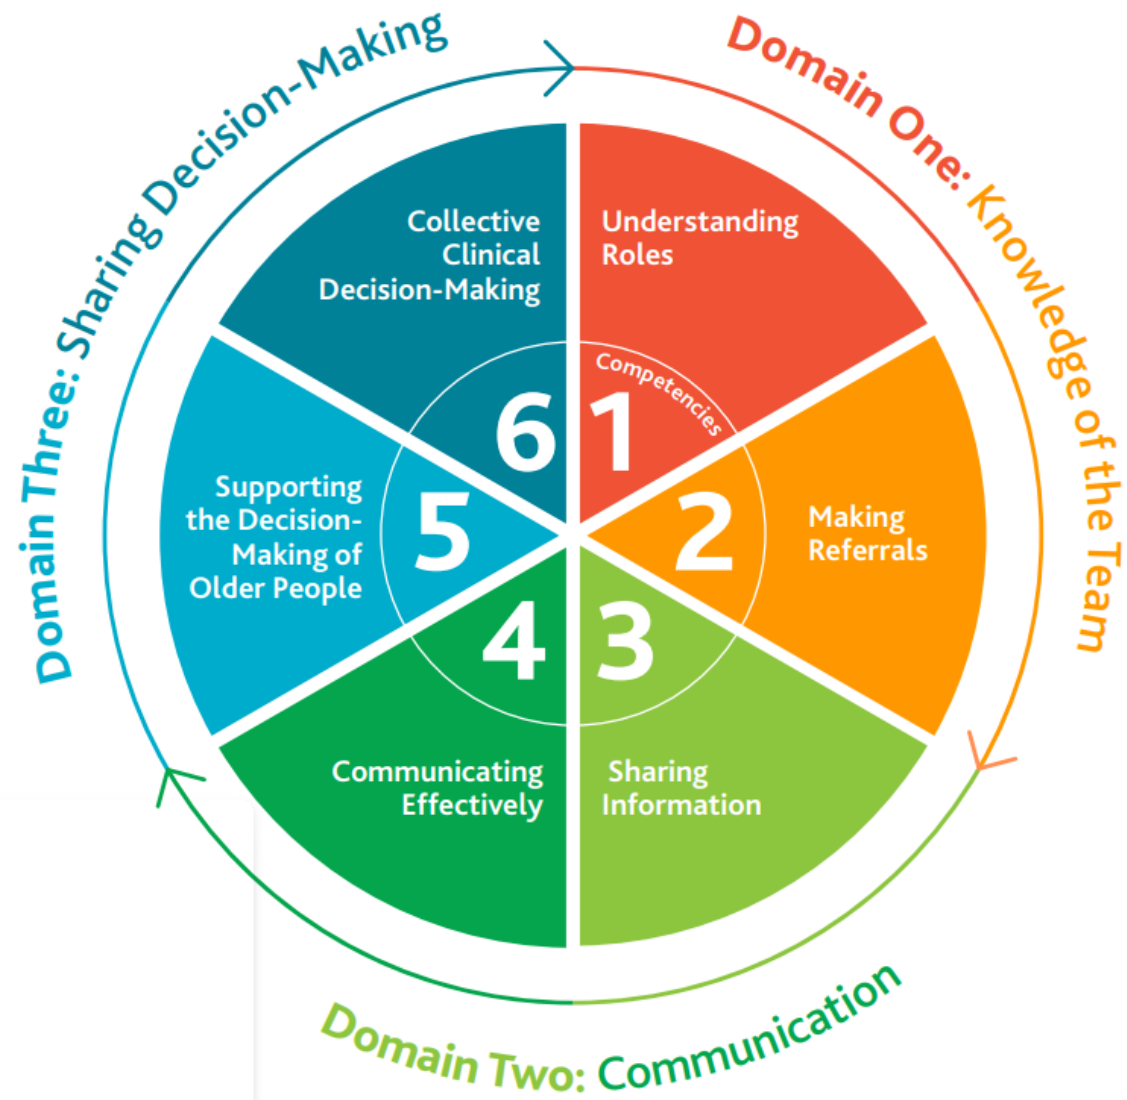 Domain One: Knowledge of the Team
Understanding
Roles
Competencies
1
2
Making
Referrals
3
Sharing
Information
Domain Two: Communication
4
Communicating
Effectively
Domain Three: Sharing Decision-Making
5
Supporting
the Decision-
Making of
Older People
6
Collective
Clinical
Decision-Making